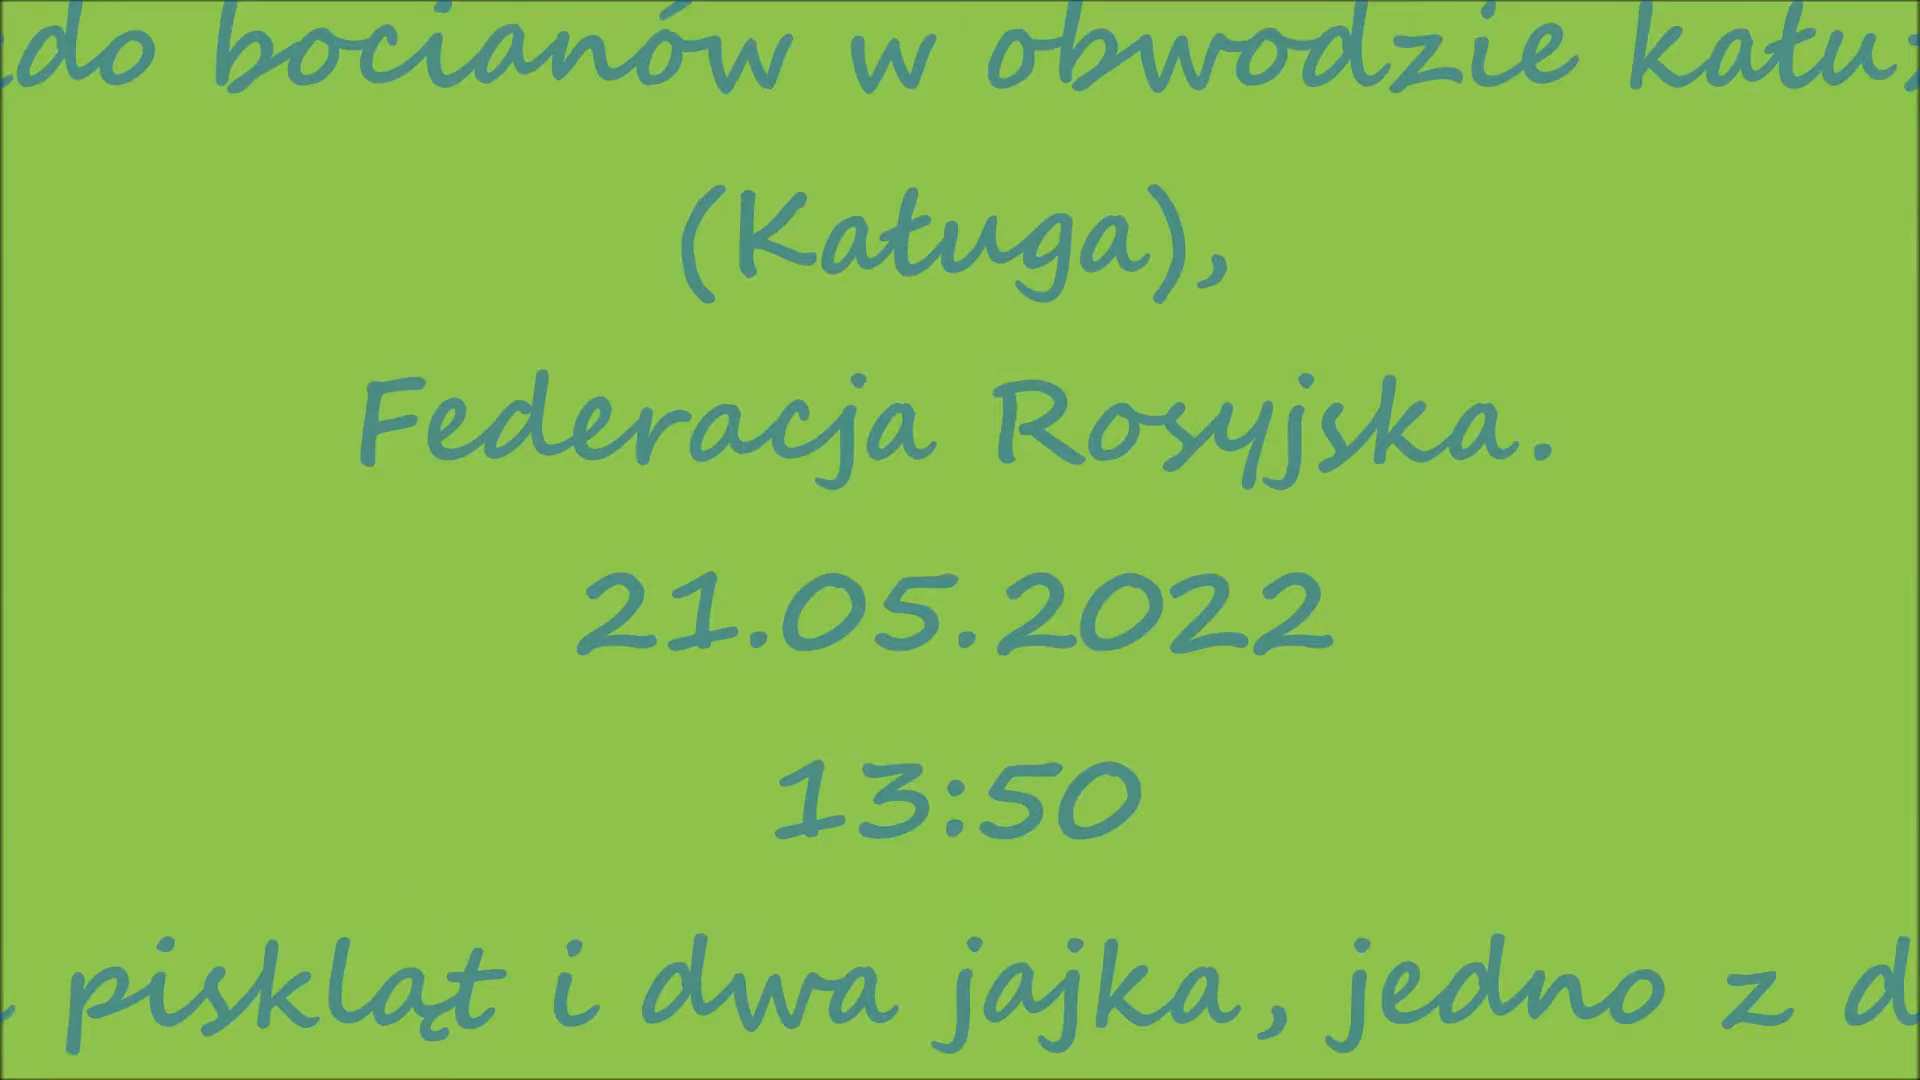 do bocianów w obwodzie kału
(Kaługa),
Federacja Rosyjska.
21.05.2022
13:50
piskląt i dwa jajka, jedno z